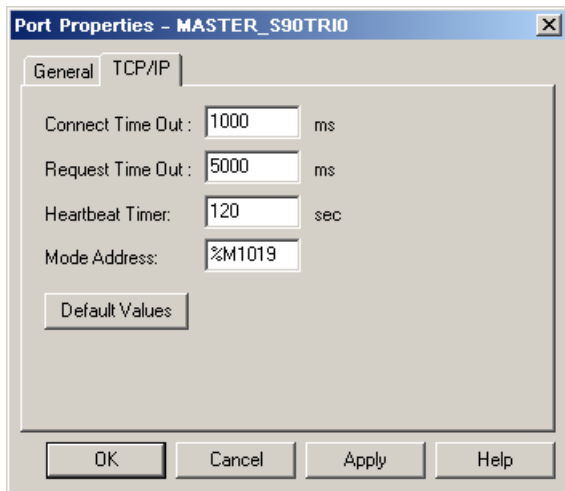 Port Properties - MASTER_S90TRI0
General TCP/IP
Connect Time Out : 1000 ms
Request Time Out : 5000 ms
Heartbeat Timer: 120 sec
Mode Address: %M1019
Default Values
OK Cancel Apply Help